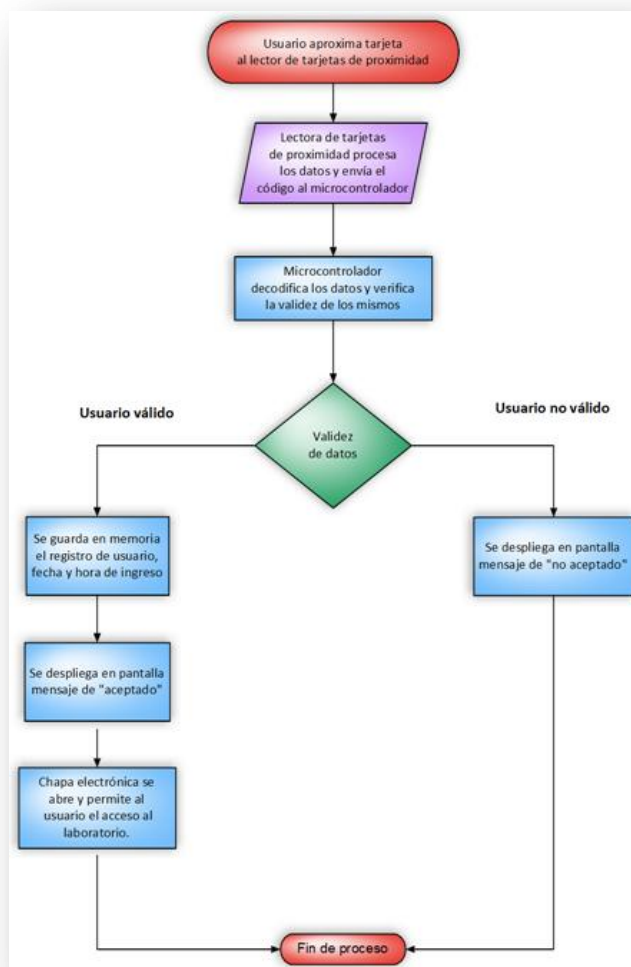 Usuario aproxima tarjeta
al lector de tarjetas de proximidad
Lectora de tarjetas
de proximidad procesa
los datos y envía el
código al microcontrolador
Microcontrolador
decodifica los datos y verifica
la validez de los mismos
Usuario válido
Usuario no válido
Validez
de datos
Se guarda en memoria
el registro de usuario,
fecha y hora de ingreso
Se despliega en pantalla
mensaje de "no aceptado"
Se despliega en pantalla
mensaje de "aceptado"
Chapa electrónica se
abre y permite al
usuario el acceso al
laboratorio.
Fin de proceso